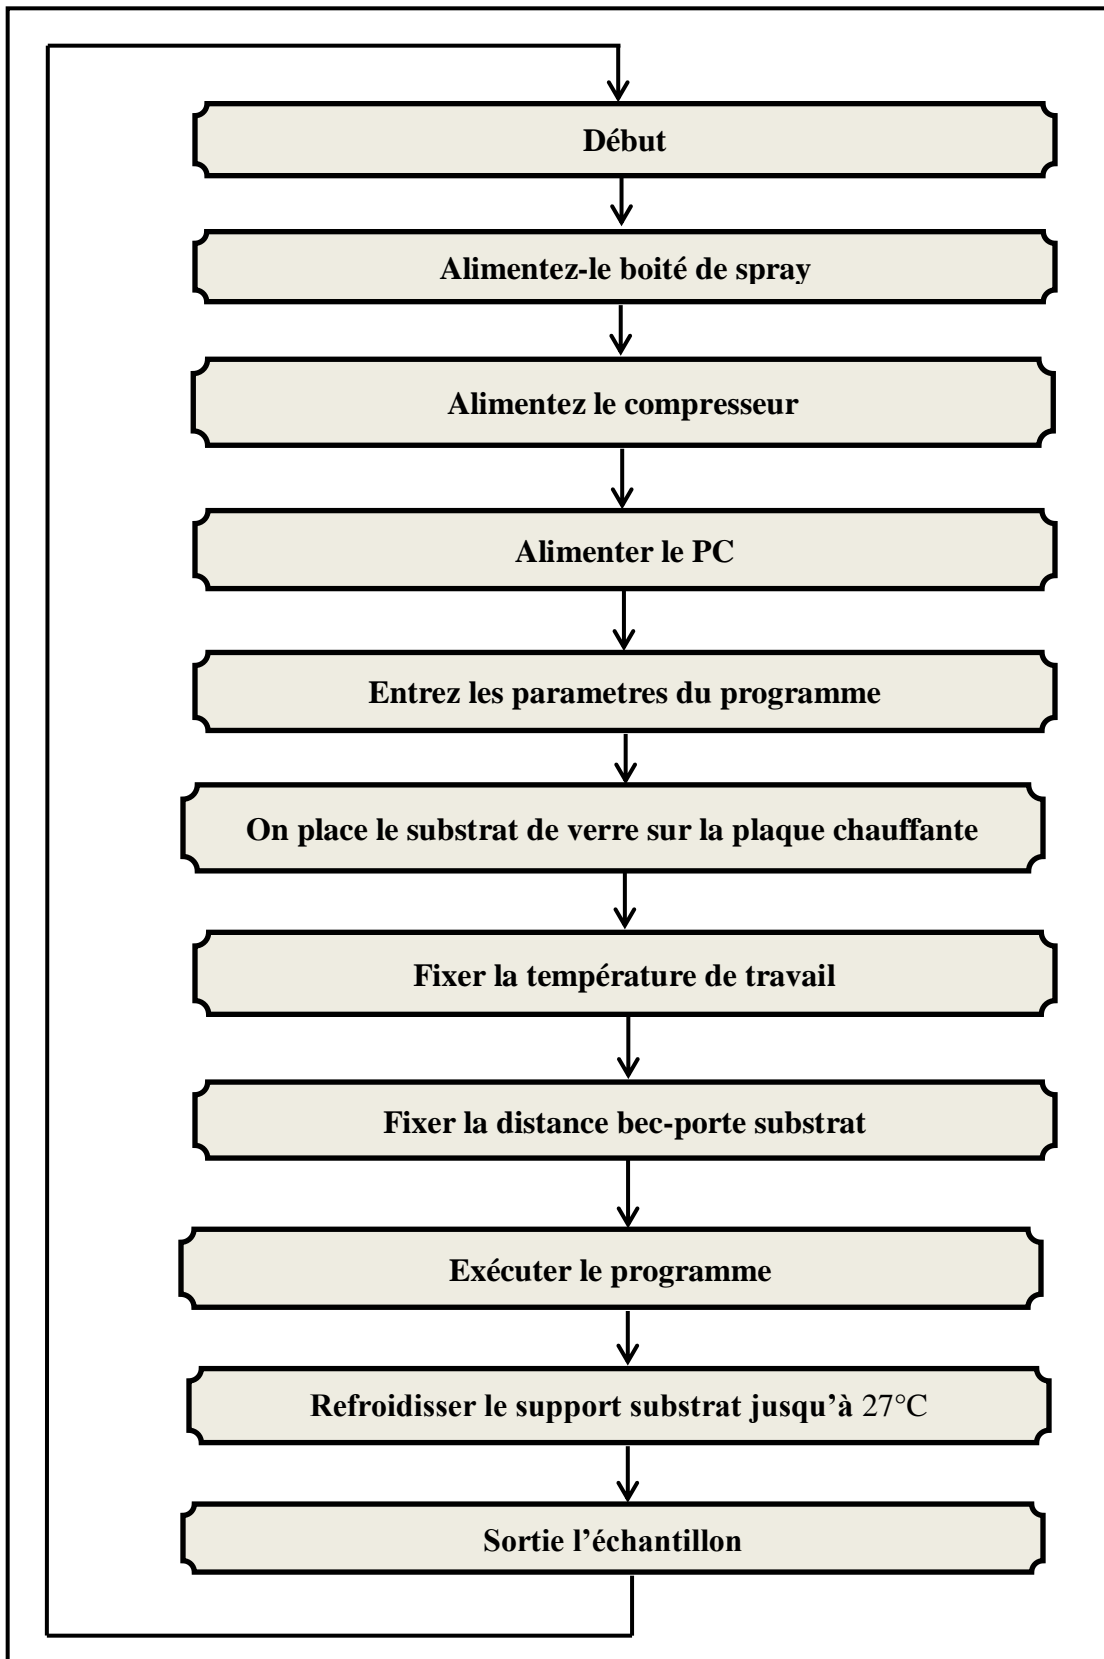 Début
Alimentez-le boité de spray
Alimentez le compresseur
Alimenter le PC
Entrez les parametres du programme
On place le substrat de verre sur la plaque chauffante
Fixer la température de travail
Fixer la distance bec-porte substrat
Exécuter le programme
Refroidisser le support substrat jusqu’à 27°C
Sortie l’échantillon